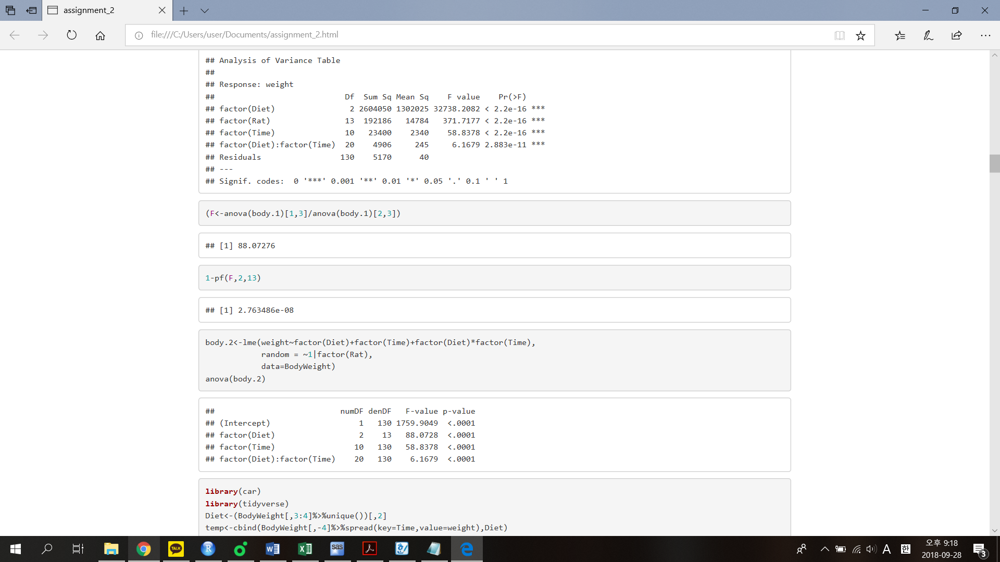 assignment_2
file:///C:/Users/user/Documents/assignment_2.html
## Analysis of Variance Table
##
## Response: weight
##                            Df  Sum Sq Mean Sq    F value    Pr(>F)
## factor(Diet)                2 2604050 1302025 32738.2082 < 2.2e-16 ***
## factor(Rat)                13  192186   14784   371.7177 < 2.2e-16 ***
## factor(Time)               10   23400    2340    58.8378 < 2.2e-16 ***
## factor(Diet):factor(Time)  20    4906     245     6.1679 2.883e-11 ***
## Residuals                 130    5170      40
## ---
## Signif. codes:  0 '***' 0.001 '**' 0.01 '*' 0.05 '.' 0.1 ' ' 1
(F<-anova(body.1)[1,3]/anova(body.1)[2,3])
## [1] 88.07276
1-pf(F,2,13)
## [1] 2.763486e-08
body.2<-lme(weight~factor(Diet)+factor(Time)+factor(Diet)*factor(Time),
            random = ~1|factor(Rat),
            data=BodyWeight)
anova(body.2)
##                           numDF denDF   F-value p-value
## (Intercept)                   1   130 1759.9049  <.0001
## factor(Diet)                  2    13   88.0728  <.0001
## factor(Time)                 10   130   58.8378  <.0001
## factor(Diet):factor(Time)    20   130    6.1679  <.0001
library(car)
library(tidyverse)
Diet<-(BodyWeight[,3:4]%>%unique())[,2]
temp<-cbind(BodyWeight[,-4]%>%spread(key=Time,value=weight),Diet)
TALK
R
sas
A
한
오후 9:18
2018-09-28
3